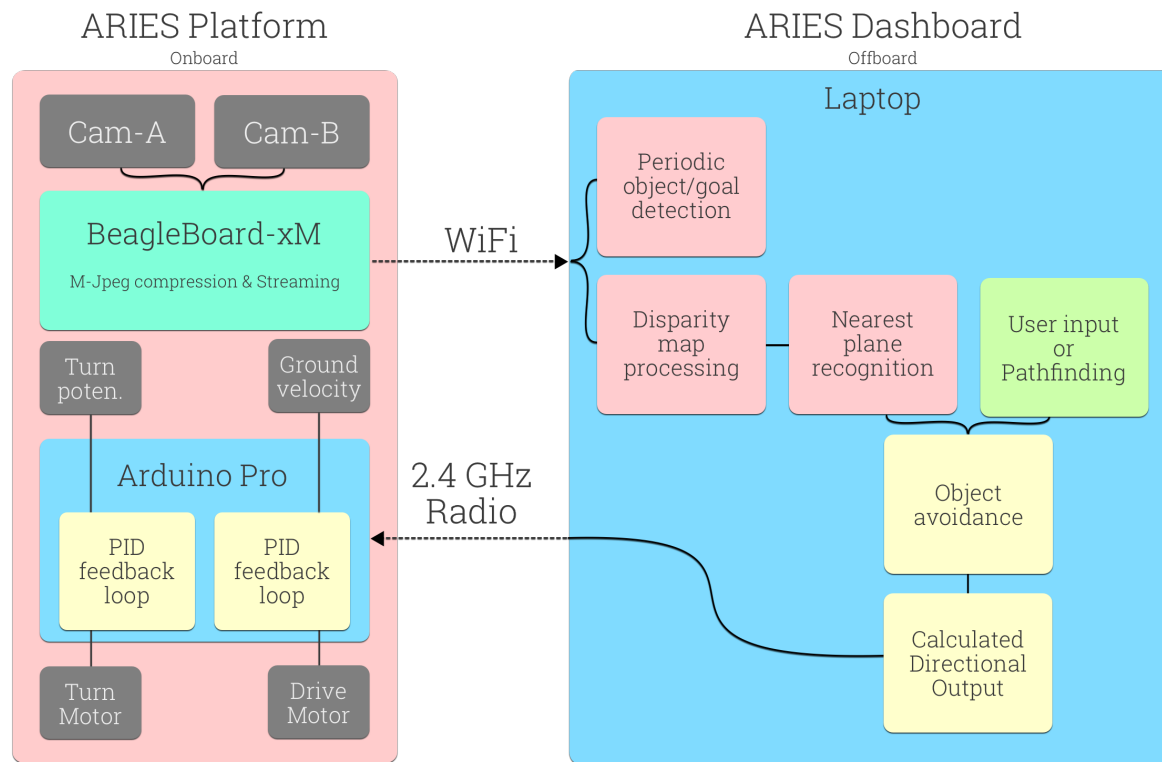 ARIES Platform
Onboard
Cam-A
Cam-B
BeagleBoard-xM
M-Jpeg compression & Streaming
Turn
poten.
Ground
velocity
Arduino Pro
PID
feedback
loop
PID
feedback
loop
Turn
Motor
Drive
Motor
WiFi
2.4 GHz
Radio
ARIES Dashboard
Offboard
Laptop
Periodic
object/goal
detection
Disparity
map
processing
Nearest
plane
recognition
User input
or
Pathfinding
Object
avoidance
Calculated
Directional
Output